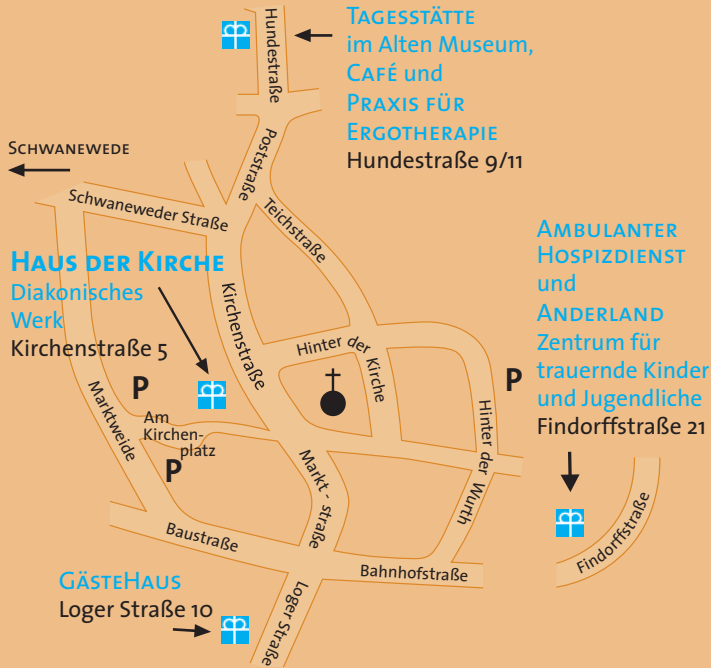 TAGESSTÄTTE
im Alten Museum,
CAFÉ und
PRAXIS FÜR
ERGOTHERAPIE
Hundestraße 9/11
Hundestraße
SCHWANEWEDE
Poststraße
Schwaneweder Straße
Teichstraße
AMBULANTER
HOSPIZDIENST
und
ANDERLAND
Zentrum für
trauernde Kinder
und Jugendliche
Findorffstraße 21
HAUS DER KIRCHE
Diakonisches
Werk
Kirchenstraße 5
Kirchenstraße
Hinter der
Kirche
P
P
Am
Kirchen-
platz
P
Marktweide
Markt - straße
Hinter der Wurth
Findorffstraße
Baustraße
Bahnhofstraße
GÄSTEHAUS
Loger Straße 10
Loger Straße